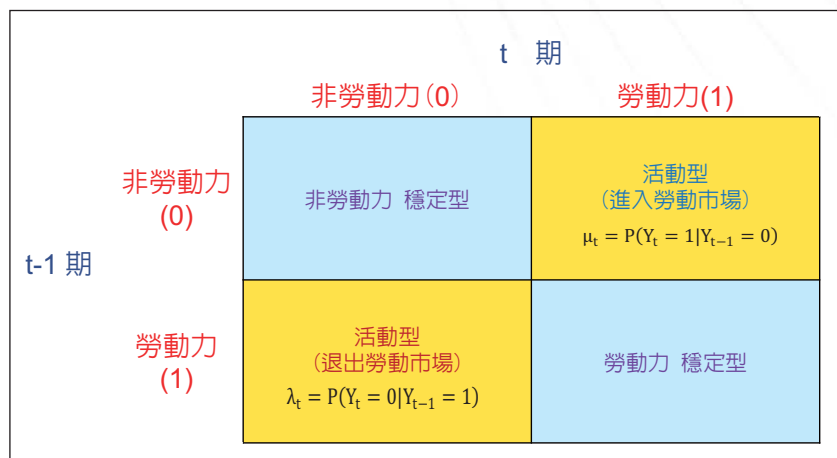 t 期
非勞動力(0)
勞動力(1)
t-1 期
非勞動力
(0)
非勞動力 穩定型
活動型
(進入勞動市場)
μt = P(Yt = 1|Yt−1 = 0)
勞動力
(1)
活動型
(退出勞動市場)
λt = P(Yt = 0|Yt−1 = 1)
勞動力 穩定型